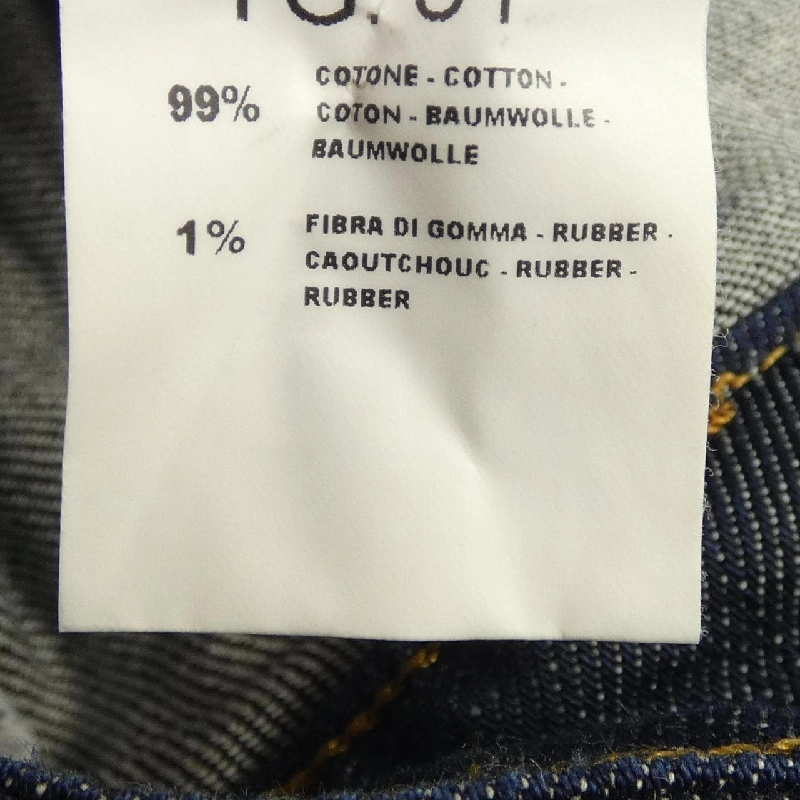 99%
COTONE - COTTON -
COTON - BAUMWOLLE -
BAUMWOLLE
1%
FIBRA DI GOMMA - RUBBER -
CAOUTCHOUC - RUBBER -
RUBBER